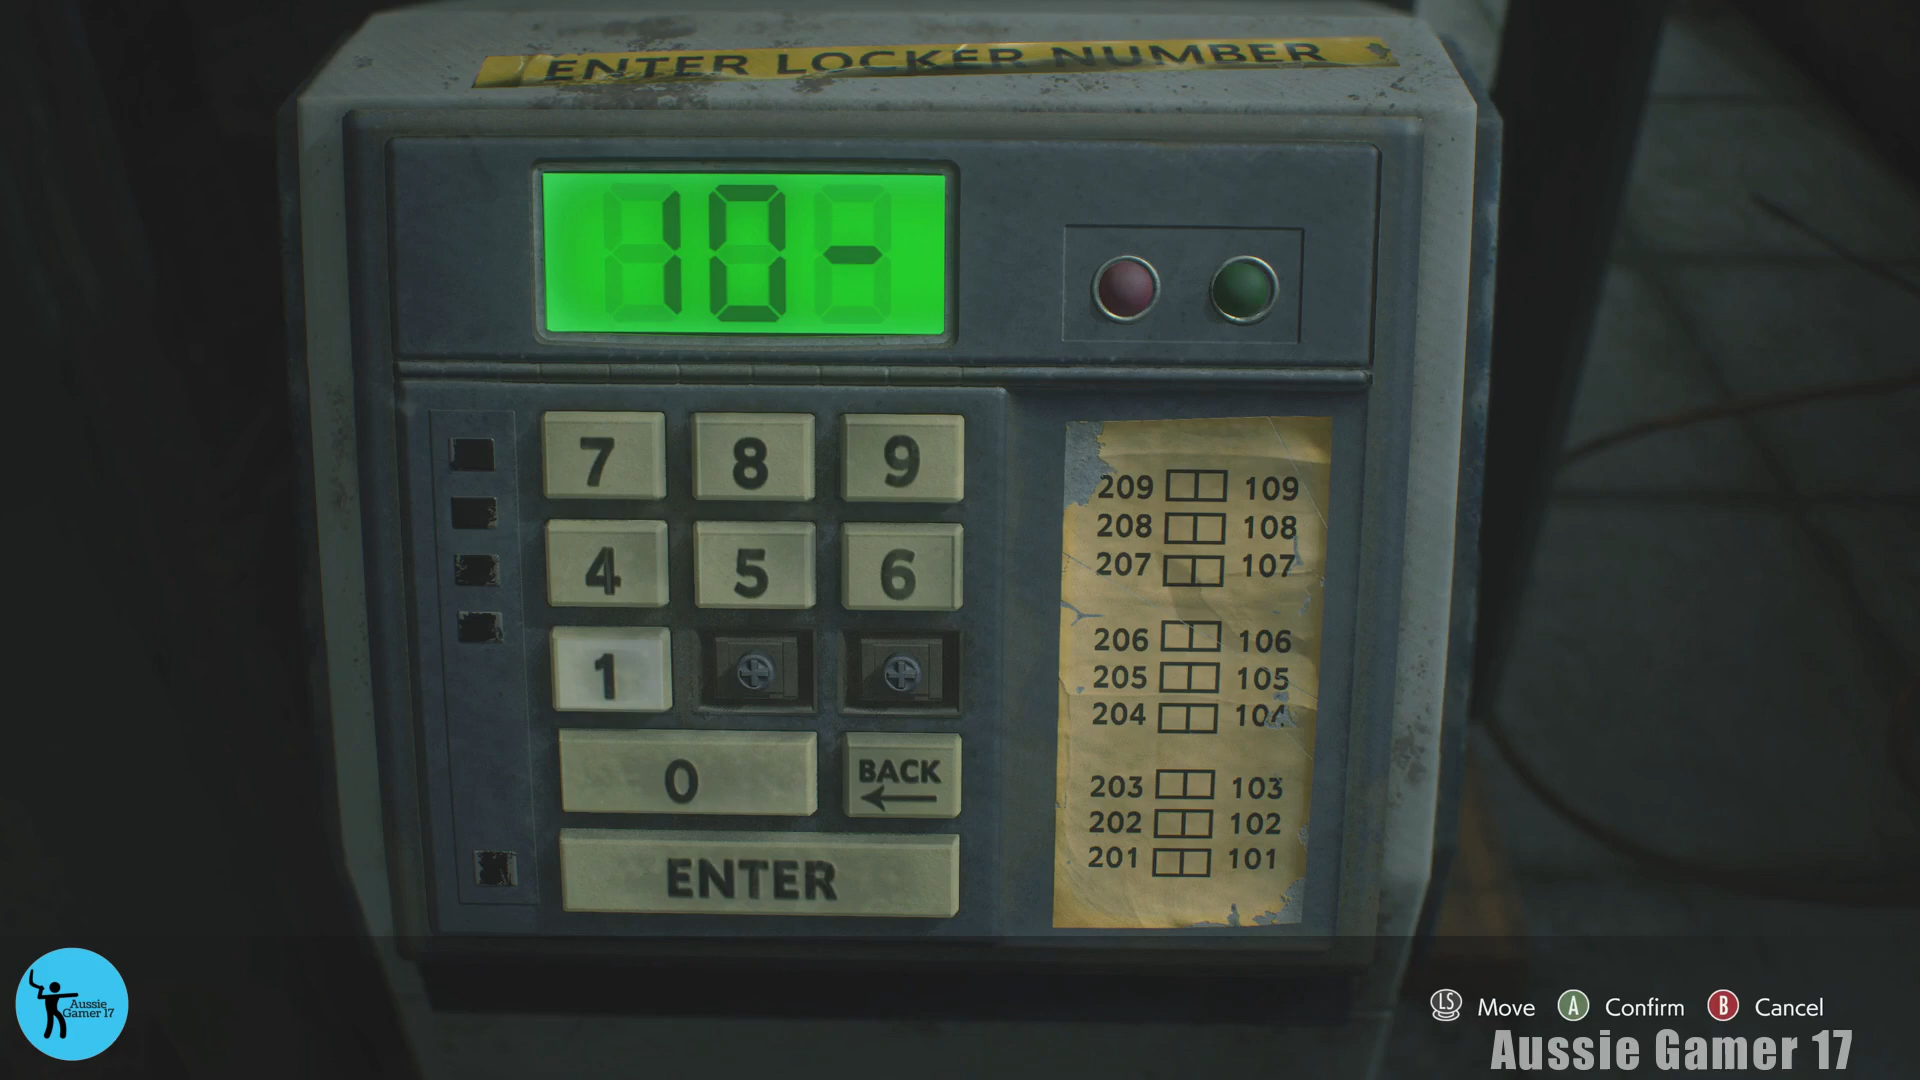 ENTER LOCKER NUMBER
10-
7 8 9
4 5 6
1
0 BACK
ENTER
209 109
208 108
207 107
206 106
205 105
204 104
203 103
202 102
201 101
Aussie
Gamer 17
LS Move A Confirm B Cancel
Aussie Gamer 17